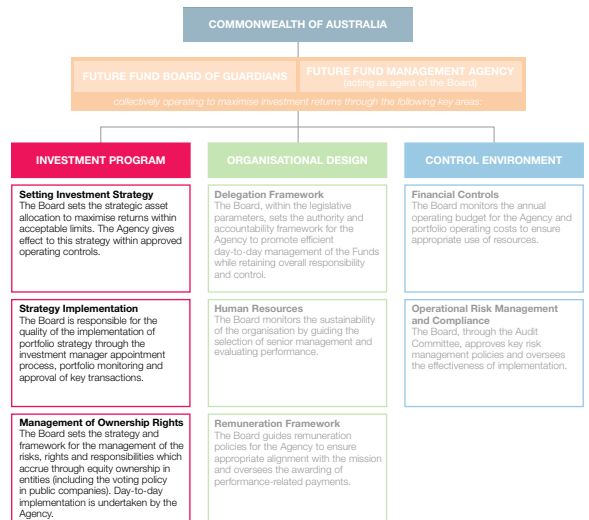 COMMONWEALTH OF AUSTRALIA
FUTURE FUND BOARD OF GUARDIANS
FUTURE FUND MANAGEMENT AGENCY
(acting as agent of the Board)
collectively operating to maximise investment returns through the following key areas:
INVESTMENT PROGRAM
Setting Investment Strategy
The Board sets the strategic asset
allocation to maximise returns within
acceptable limits. The Agency gives
effect to this strategy within approved
operating controls.
Strategy Implementation
The Board is responsible for the
quality of the implementation of
portfolio strategy through the
investment manager appointment
process, portfolio monitoring and
approval of key transactions.
Management of Ownership Rights
The Board sets the strategy and
framework for the management of the
risks, rights and responsibilities which
accrue through equity ownership in
entities (including the voting policy
in public companies). Day-to-day
implementation is undertaken by the
Agency.
ORGANISATIONAL DESIGN
Delegation Framework
The Board, within the legislative
parameters, sets the authority and
accountability framework for the
Agency to promote efficient
day-to-day management of the Funds
while retaining overall responsibility
and control.
Human Resources
The Board monitors the sustainability
of the organisation by guiding the
selection of senior management and
evaluating performance.
Remuneration Framework
The Board guides remuneration
policies for the Agency to ensure
appropriate alignment with the mission
and oversees the awarding of
performance-related payments.
CONTROL ENVIRONMENT
Financial Controls
The Board monitors the annual
operating budget for the Agency and
portfolio operating costs to ensure
appropriate use of resources.
Operational Risk Management
and Compliance
The Board, through the Audit
Committee, approves key risk
management policies and oversees
the effectiveness of implementation.